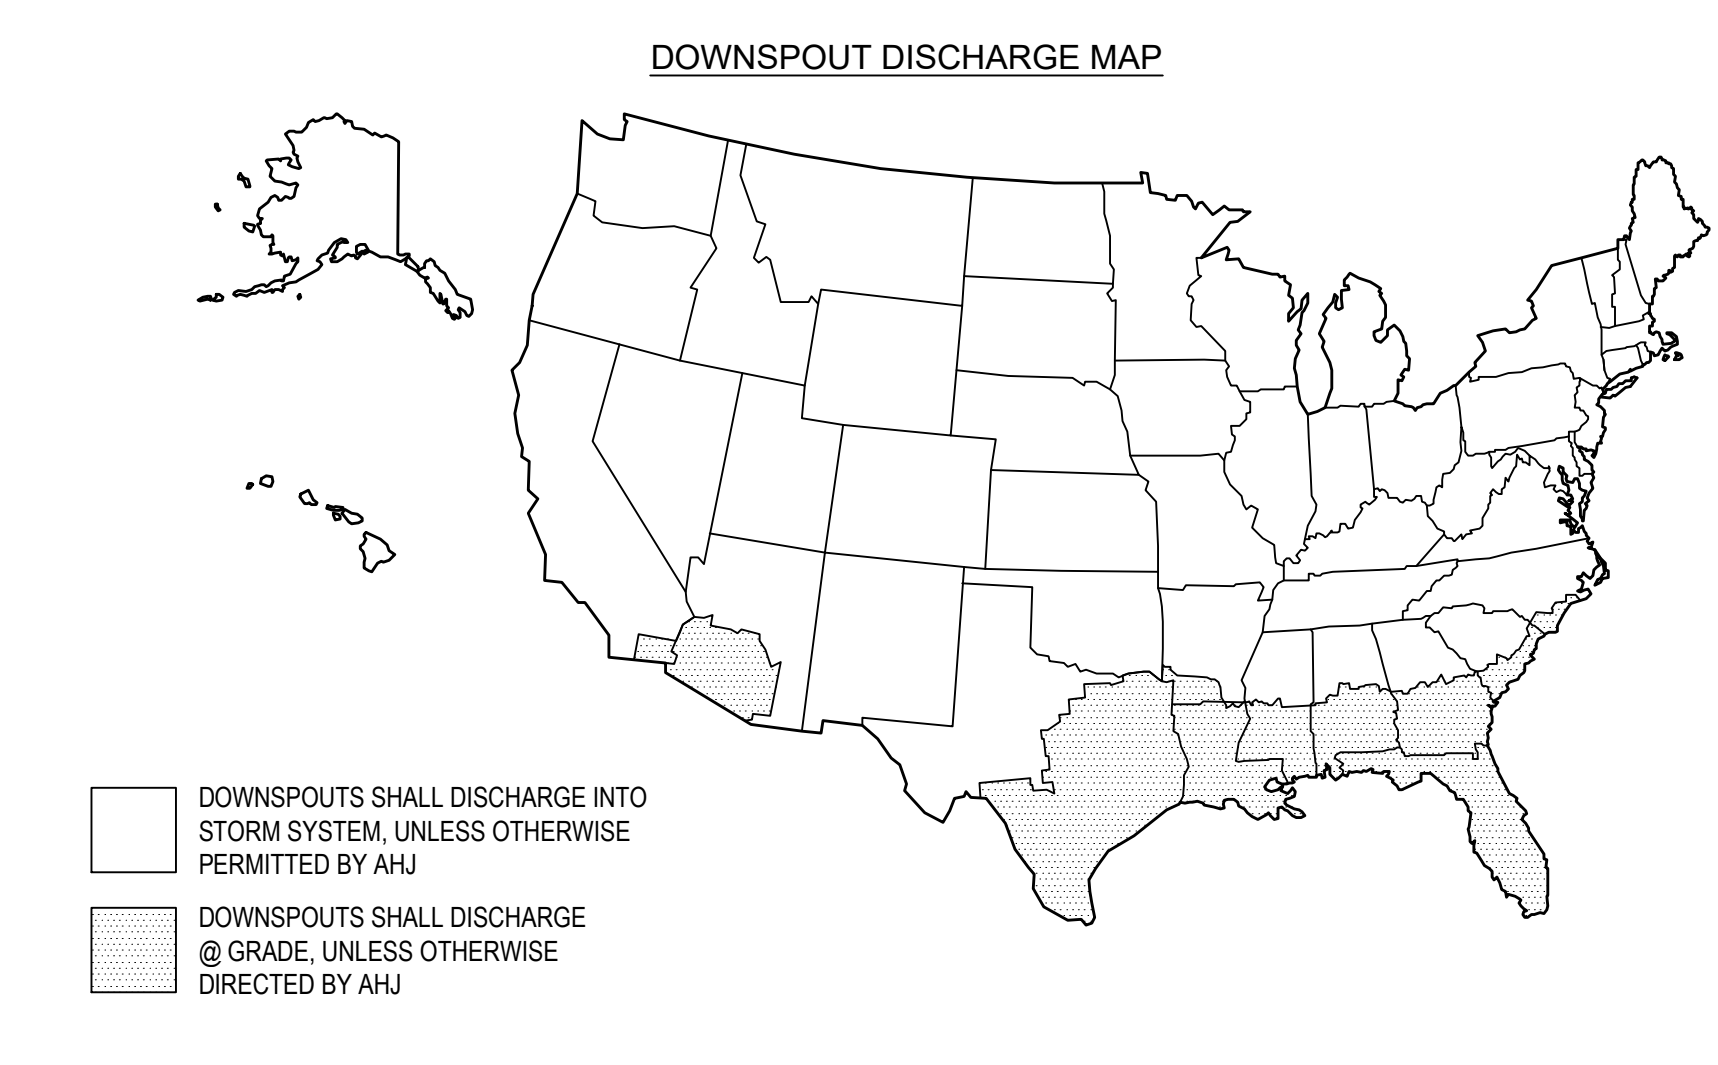 DOWNSPOUT DISCHARGE MAP
DOWNSPOUTS SHALL DISCHARGE INTO
STORM SYSTEM, UNLESS OTHERWISE
PERMITTED BY AHJ
DOWNSPOUTS SHALL DISCHARGE
@ GRADE, UNLESS OTHERWISE
DIRECTED BY AHJ